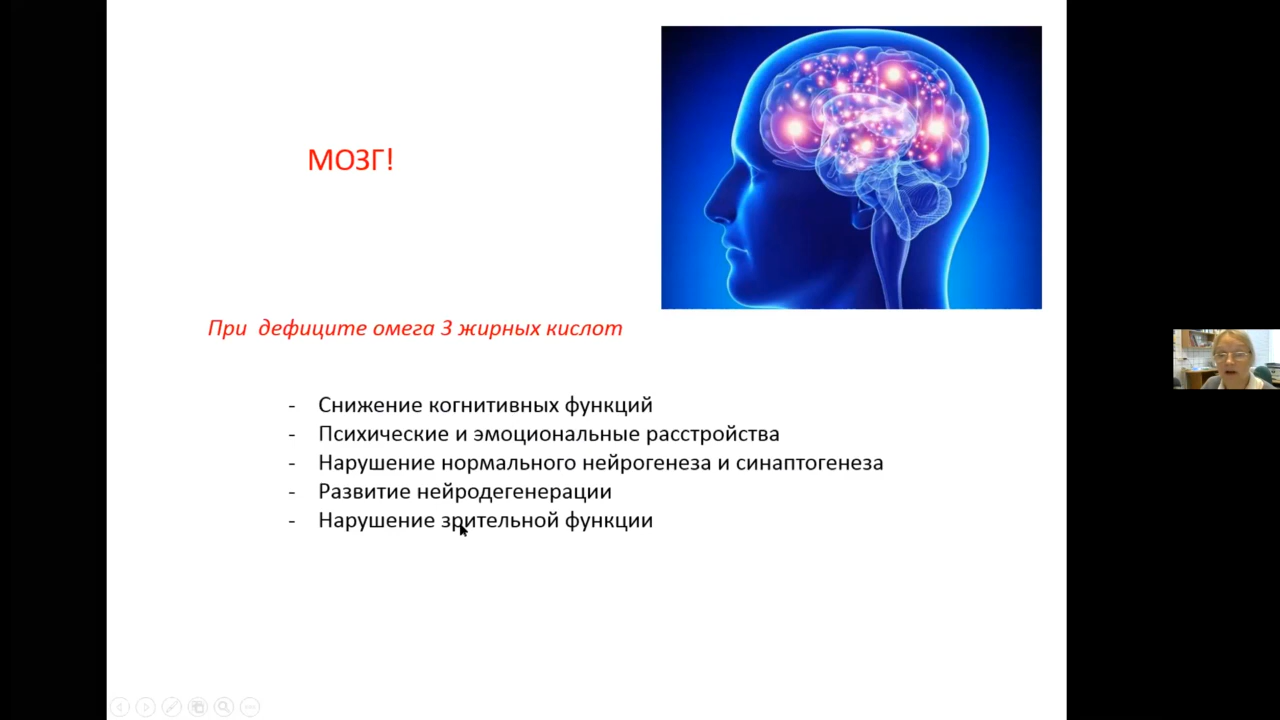 МОЗГ!
При дефиците омега 3 жирных кислот
- Снижение когнитивных функций
- Психические и эмоциональные расстройства
- Нарушение нормального нейрогенеза и синаптогенеза
- Развитие нейродегенерации
- Нарушение зрительной функции